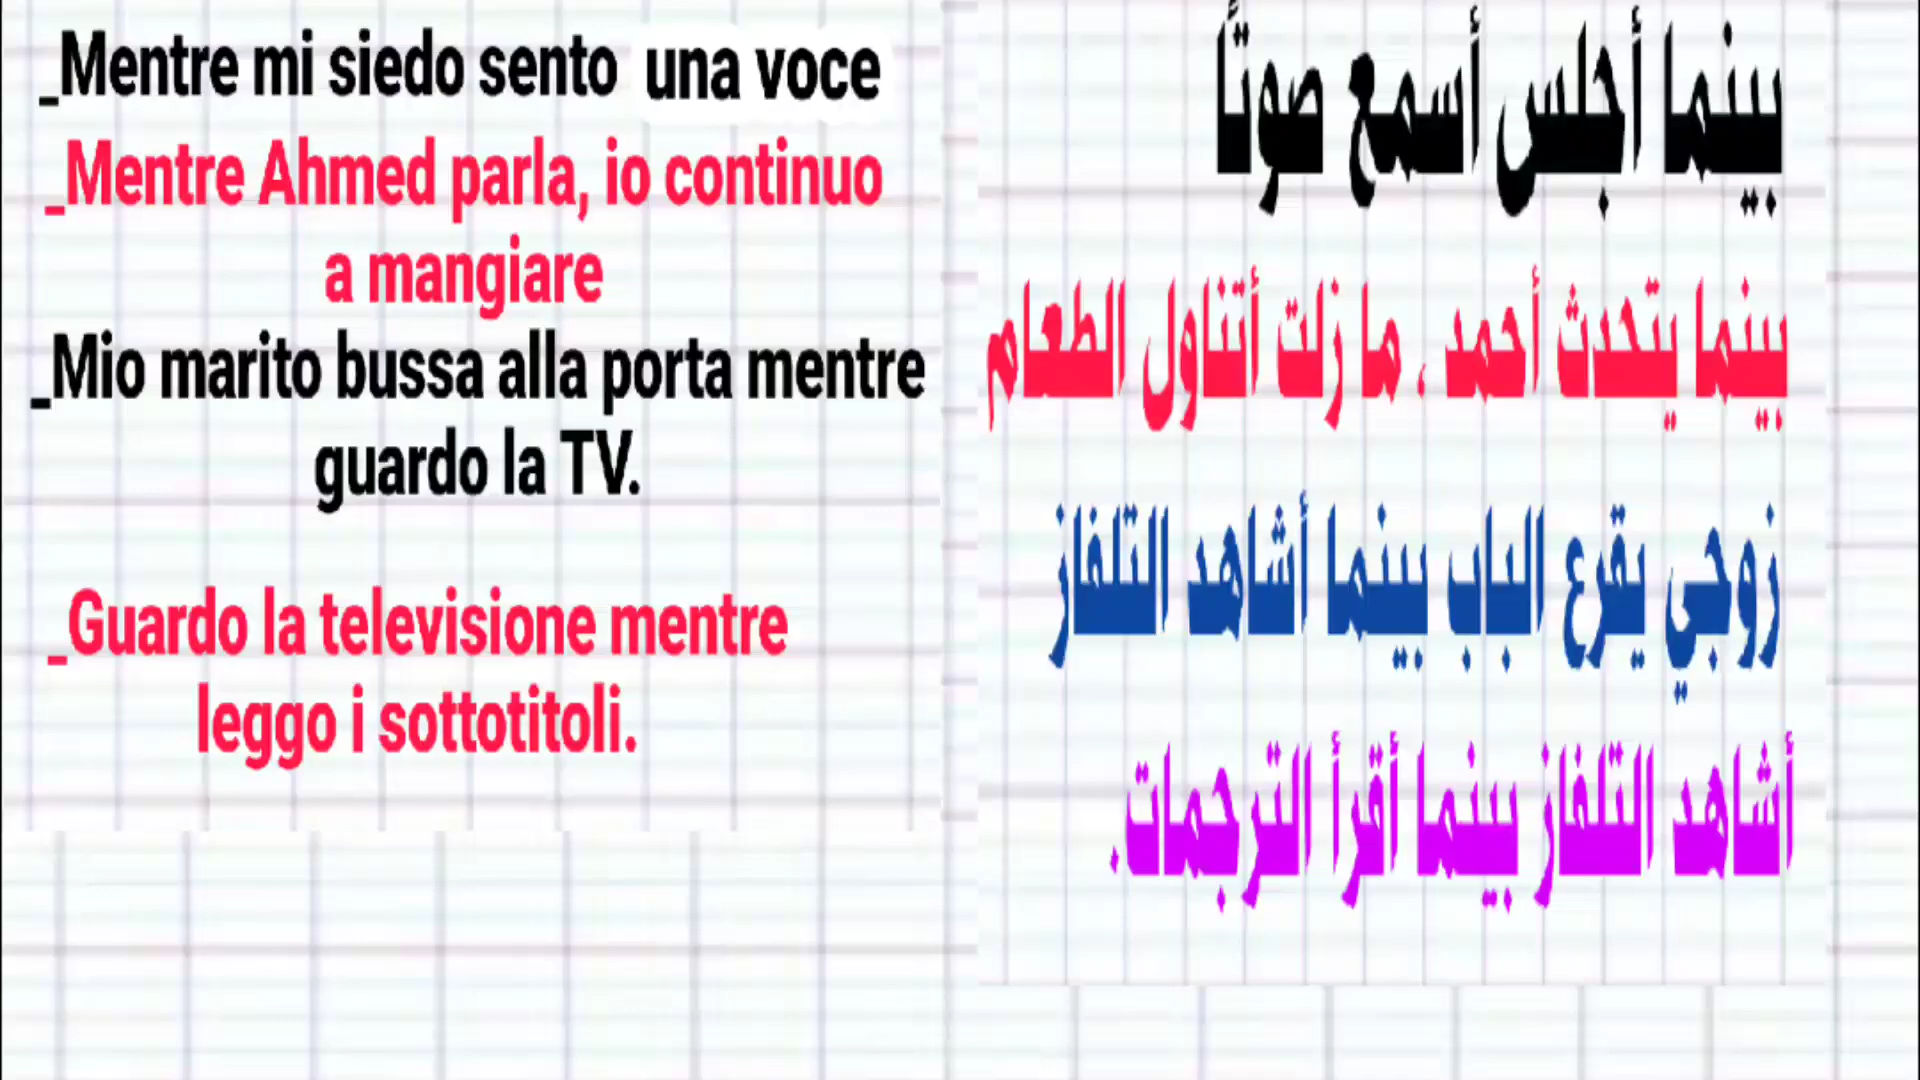 _Mentre mi siedo sento una voce
_Mentre Ahmed parla, io continuo
a mangiare
_Mio marito bussa alla porta mentre
guardo la TV.
_Guardo la televisione mentre
leggo i sottotitoli.
بينما أجلس أسمع صوتًا
بينما يتحدث أحمد ، ما زلت أتناول الطعام
زوجي يقرع الباب بينما أشاهد التلفاز
أشاهد التلفاز بينما أقرأ الترجمات.